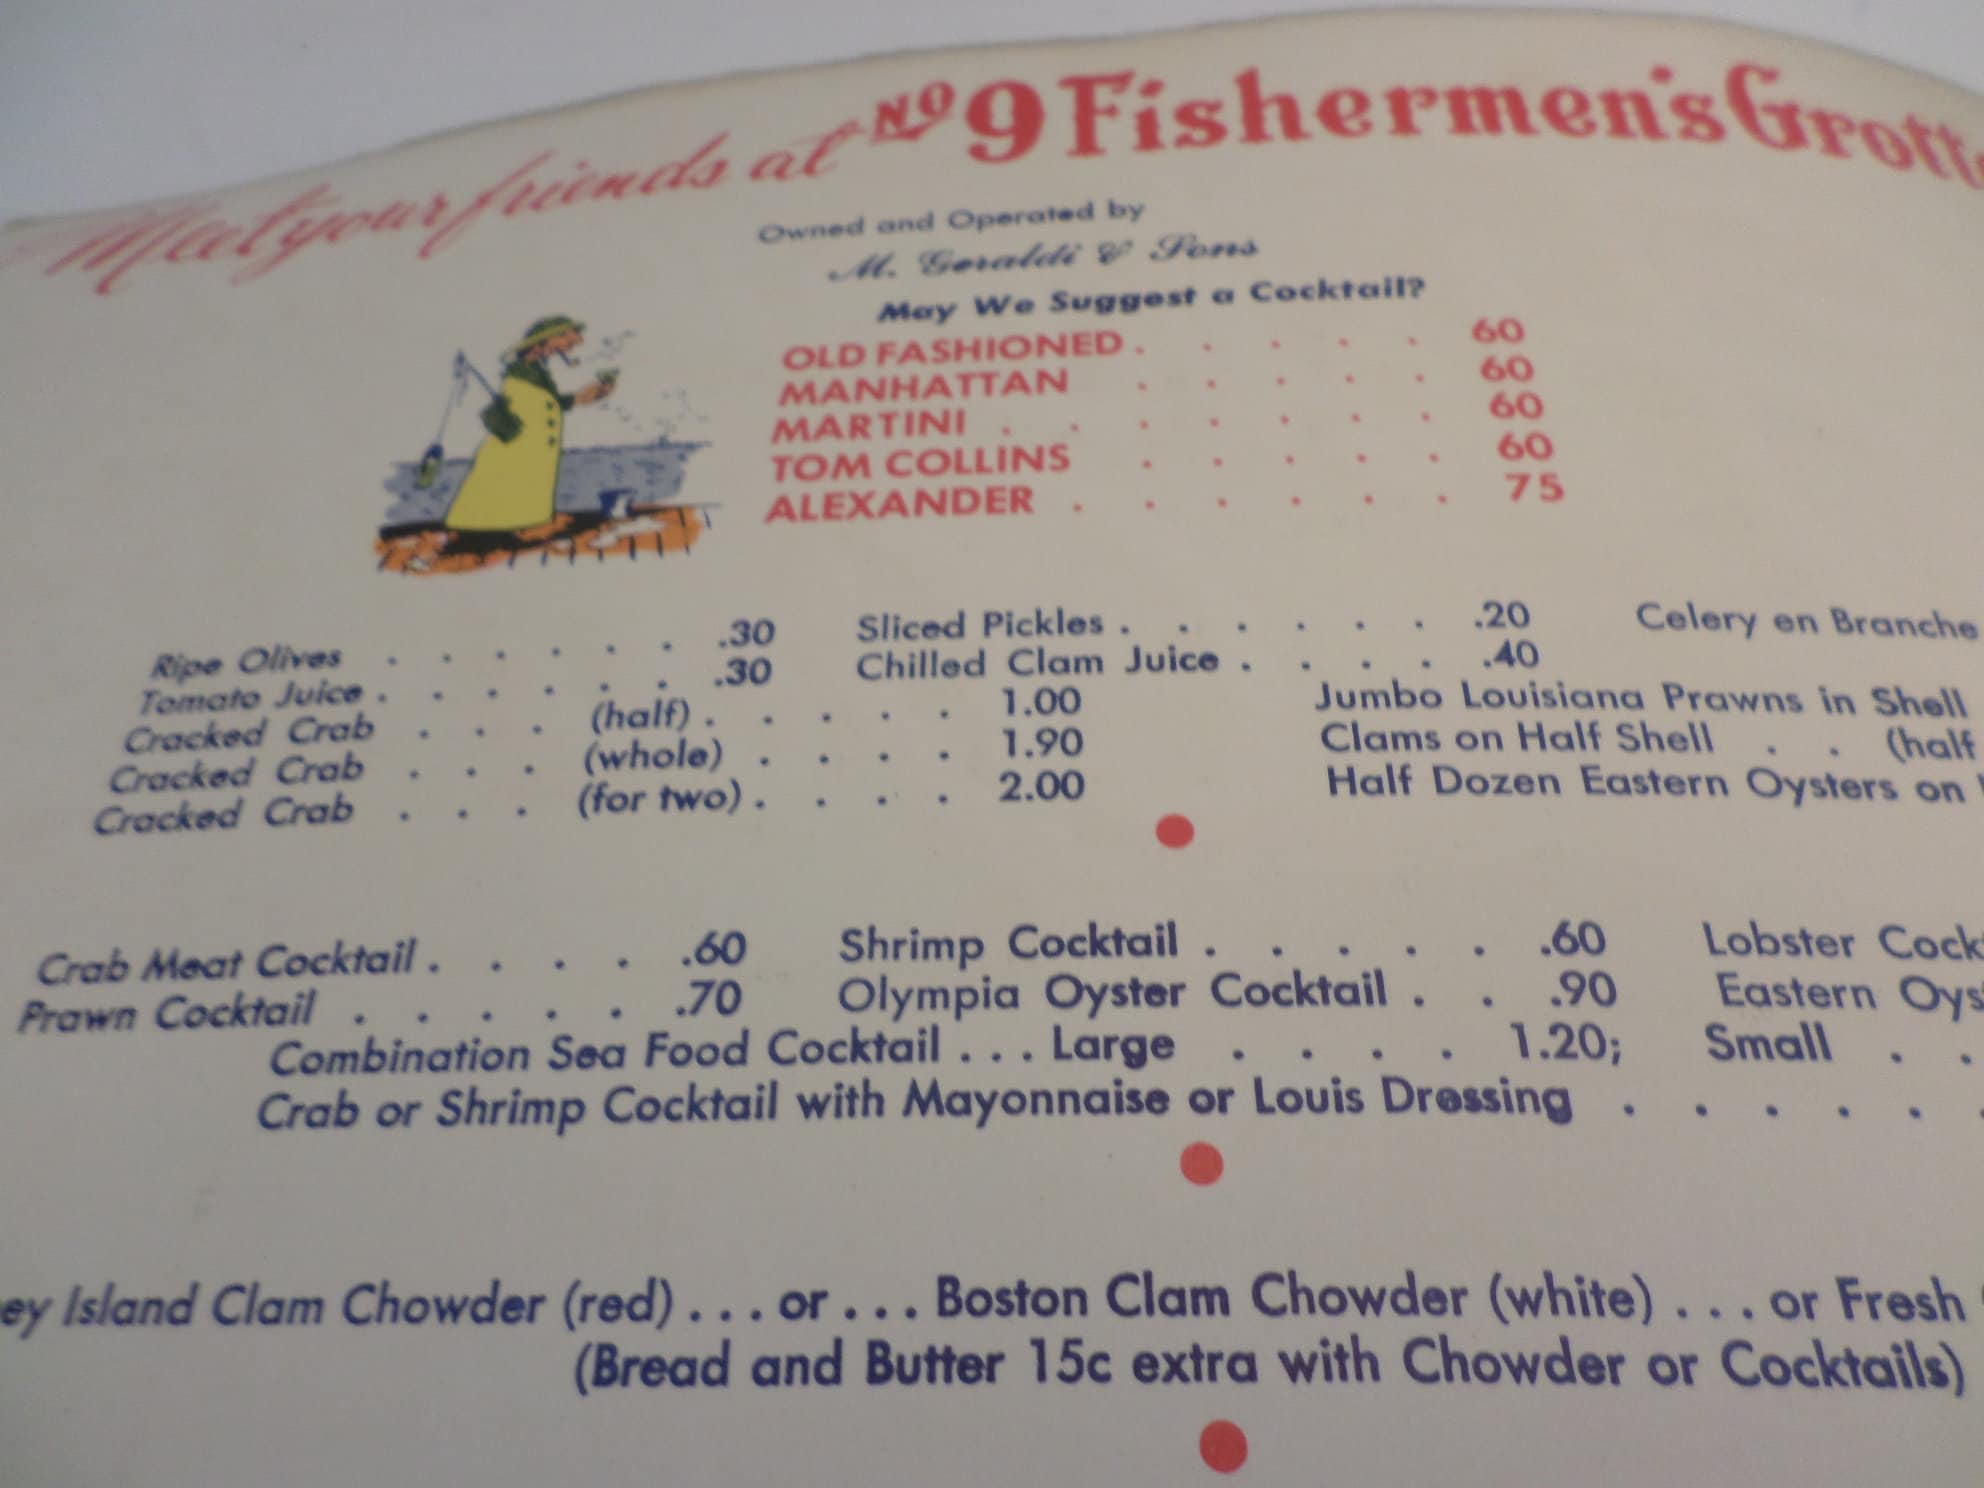 Meet your friends at No 9 Fishermen's Grotto
Owned and Operated by
M. Geraldi & Sons
May We Suggest a Cocktail?
OLD FASHIONED . . . . . 60
MANHATTAN . . . . . 60
MARTINI . . . . . . . 60
TOM COLLINS . . . . . 60
ALEXANDER . . . . . . 75
Ripe Olives . . . . . . .30 Sliced Pickles . . . . . . .20 Celery en Branche
Tomato Juice . . . . . . .30 Chilled Clam Juice . . . . .40
Cracked Crab . . . (half) . . . . . 1.00 Jumbo Louisiana Prawns in Shell
Cracked Crab . . . (whole) . . . . 1.90 Clams on Half Shell . . (half
Cracked Crab . . . (for two) . . . . 2.00 Half Dozen Eastern Oysters on
Crab Meat Cocktail . . . . .60 Shrimp Cocktail . . . . . .60 Lobster Cock
Prawn Cocktail . . . . . .70 Olympia Oyster Cocktail . . .90 Eastern Oys
Combination Sea Food Cocktail . . . Large . . . . 1.20; Small . .
Crab or Shrimp Cocktail with Mayonnaise or Louis Dressing . . . . . .
ey Island Clam Chowder (red) . . . or . . . Boston Clam Chowder (white) . . . or Fresh
(Bread and Butter 15c extra with Chowder or Cocktails)